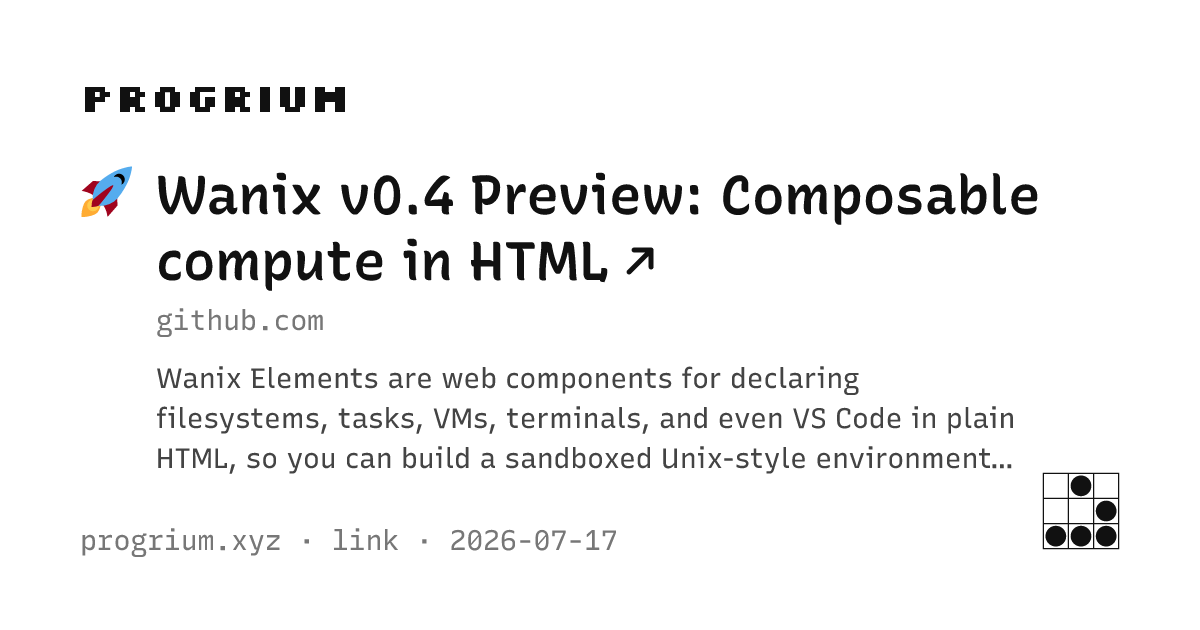 PROGRIUM
🚀 Wanix v0.4 Preview: Composable
compute in HTML ↗
github.com
Wanix Elements are web components for declaring
filesystems, tasks, VMs, terminals, and even VS Code in plain
HTML, so you can build a sandboxed Unix-style environment...
progrium.xyz · link · 2026-07-17